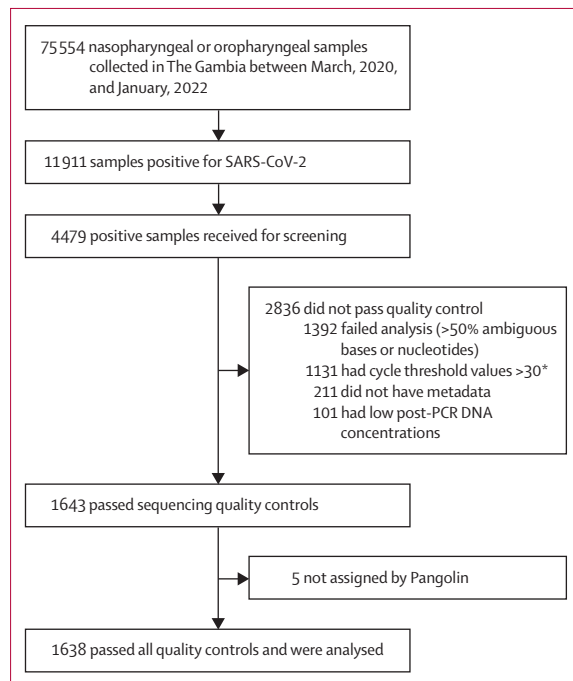 75 554 nasopharyngeal or oropharyngeal samples
collected in The Gambia between March, 2020,
and January, 2022
11 911 samples positive for SARS-CoV-2
4479 positive samples received for screening
2836 did not pass quality control
1392 failed analysis (>50% ambiguous
bases or nucleotides)
1131 had cycle threshold values >30*
211 did not have metadata
101 had low post-PCR DNA
concentrations
1643 passed sequencing quality controls
5 not assigned by Pangolin
1638 passed all quality controls and were analysed